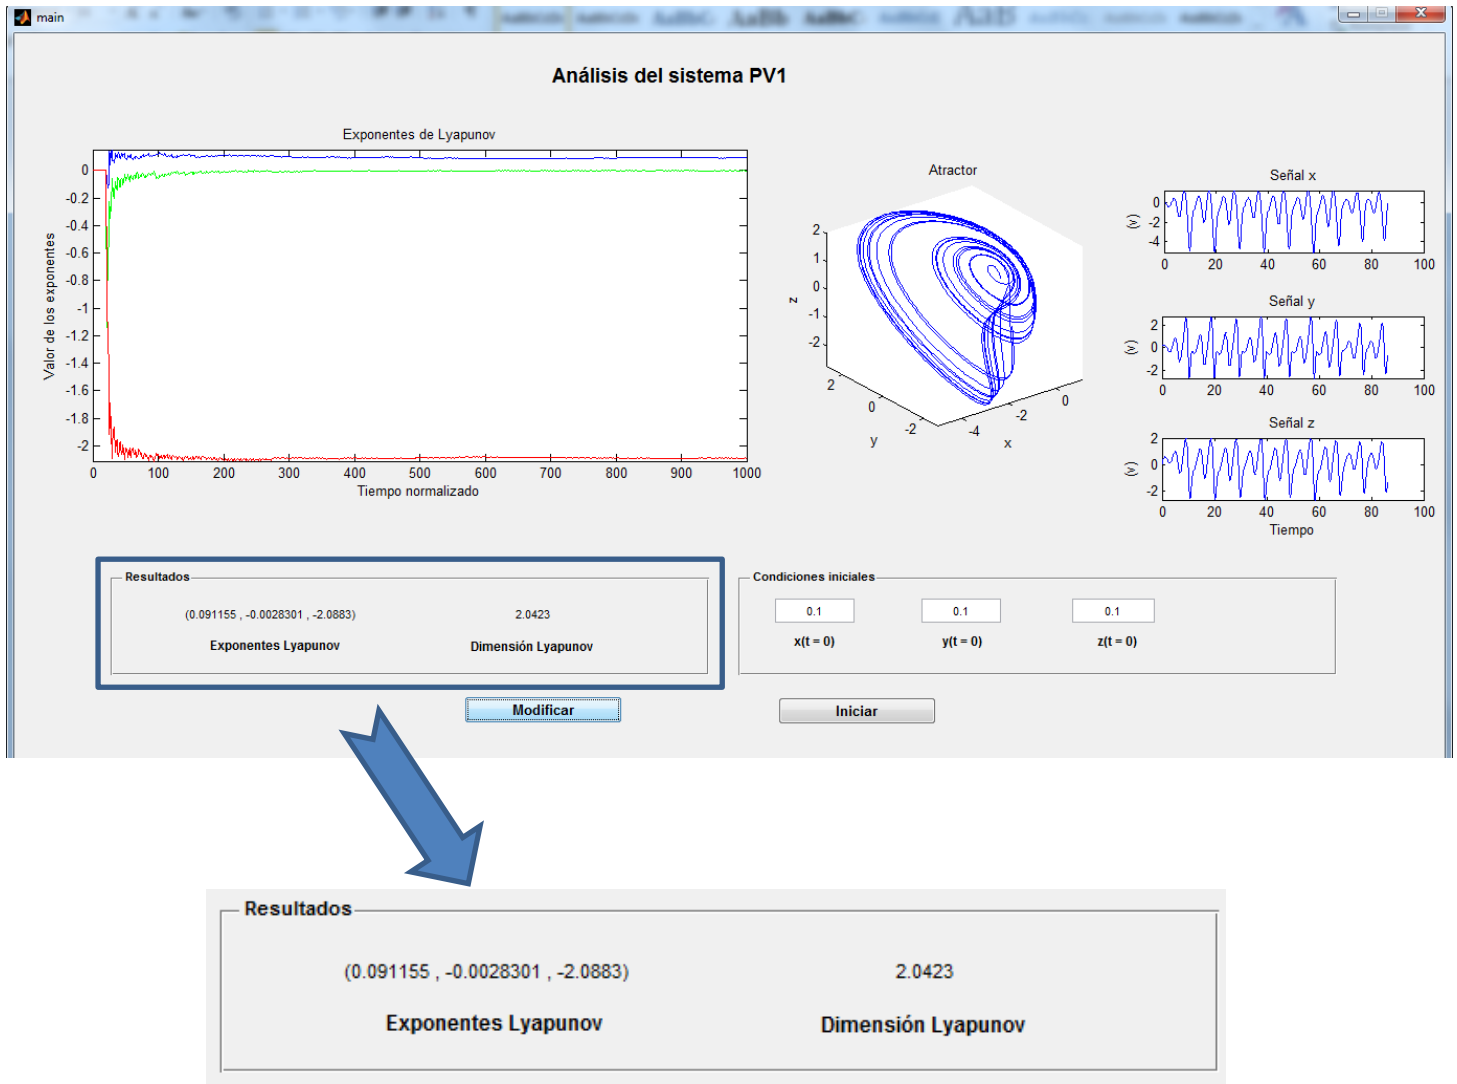 main
Análisis del sistema PV1
Exponentes de Lyapunov
Valor de los exponentes
0
-0.2
-0.4
-0.6
-0.8
-1
-1.2
-1.4
-1.6
-1.8
-2
0 100 200 300 400 500 600 700 800 900 1000
Tiempo normalizado
Atractor
z
2
1
0
-1
-2
2 0 -2
y
-4 -2 0
x
Señal x
(v)
0
-2
-4
0 20 40 60 80 100
Señal y
(v)
2
0
-2
0 20 40 60 80 100
Señal z
(v)
2
0
-2
0 20 40 60 80 100
Tiempo
Resultados
(0.091155 , -0.0028301 , -2.0883) 2.0423
Exponentes Lyapunov Dimensión Lyapunov
Condiciones iniciales
0.1 0.1 0.1
x(t = 0) y(t = 0) z(t = 0)
Modificar Iniciar
Resultados
(0.091155 , -0.0028301 , -2.0883) 2.0423
Exponentes Lyapunov Dimensión Lyapunov